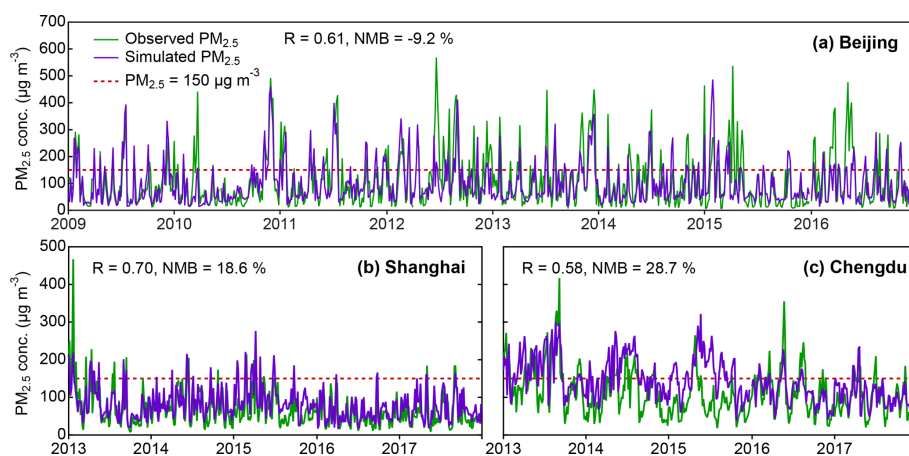 700
600
500
400
300
200
100
0
PM2.5 conc. (µg m-3)
Observed PM2.5
Simulated PM2.5
PM2.5 = 150 µg m-3
R = 0.61, NMB = -9.2 %
(a) Beijing
2009 2010 2011 2012 2013 2014 2015 2016
500
400
300
200
100
0
PM2.5 conc. (µg m-3)
R = 0.70, NMB = 18.6 %
(b) Shanghai
2013 2014 2015 2016 2017
R = 0.58, NMB = 28.7 %
(c) Chengdu
2013 2014 2015 2016 2017